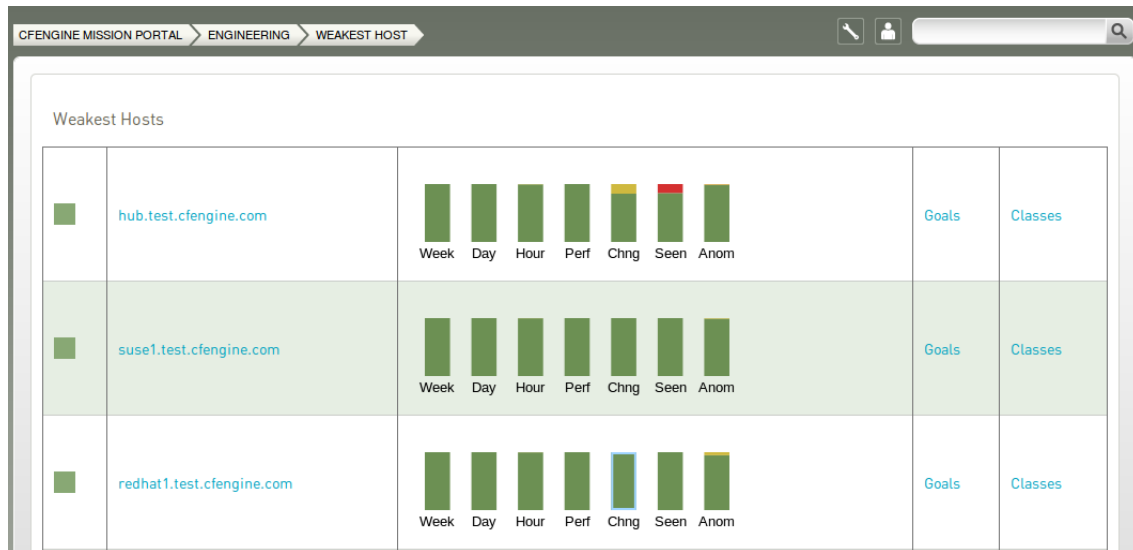 CFENGINE MISSION PORTAL ENGINEERING WEAKEST HOST
Weakest Hosts
hub.test.cfengine.com Goals Classes
Week Day Hour Perf Chng Seen Anom
suse1.test.cfengine.com Goals Classes
Week Day Hour Perf Chng Seen Anom
redhat1.test.cfengine.com Goals Classes
Week Day Hour Perf Chng Seen Anom